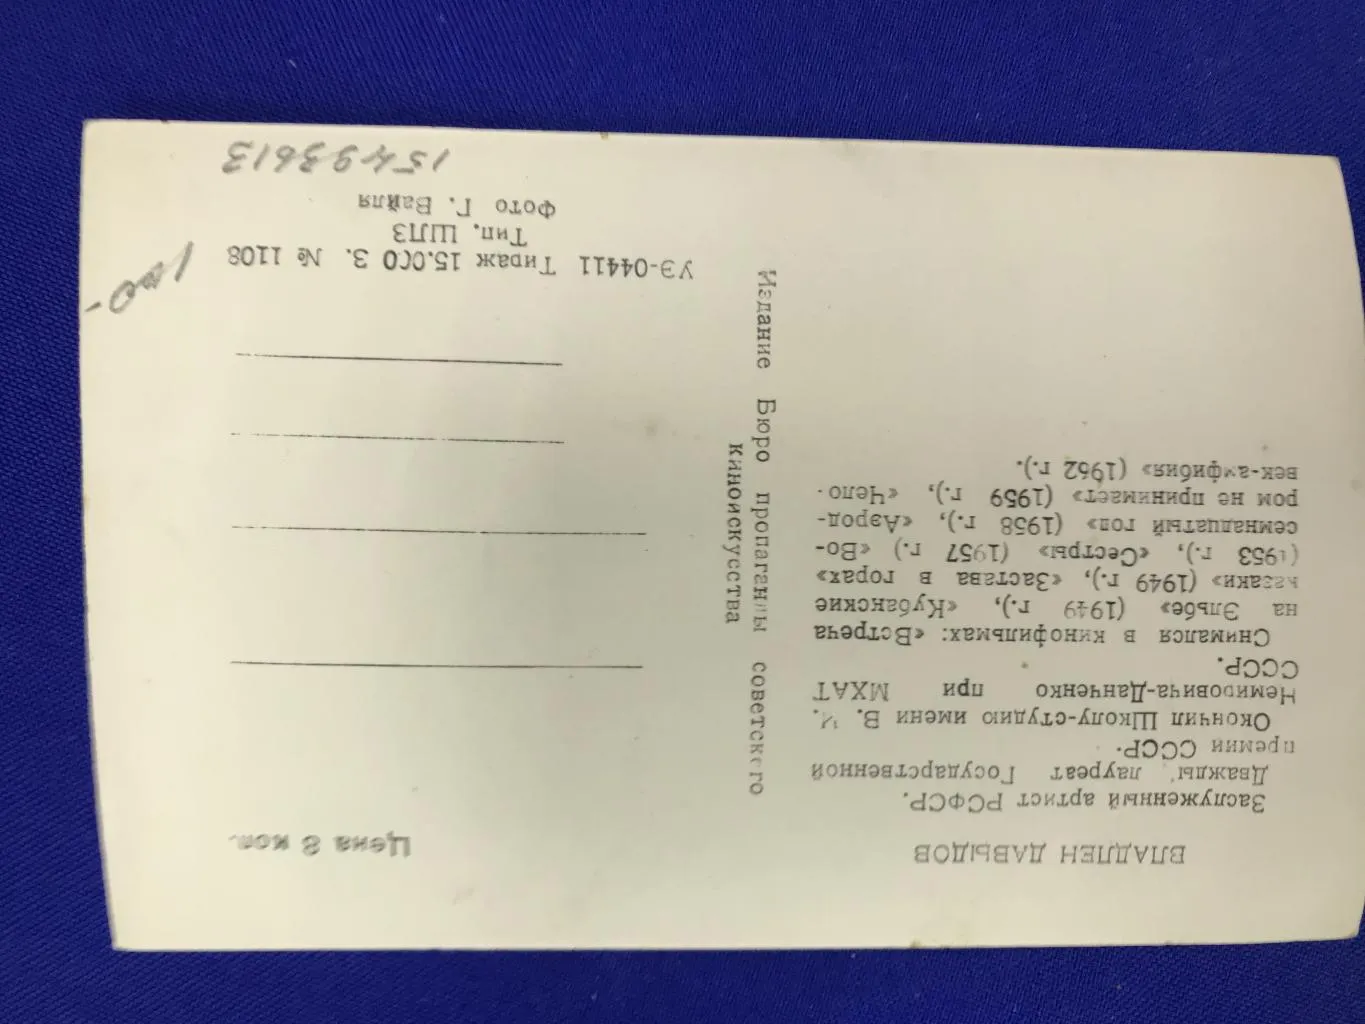 ВЛАДЛЕН ДАВЫДОВ
Заслуженный артист РСФСР.
Дважды лауреат Государственной
премии СССР.
Окончил Школу-студию имени В. И.
Немировича-Данченко при МХАТ
СССР.
Снимался в кинофильмах: «Встреча
на Эльбе» (1949 г.), «Кубанские
казаки» (1949 г.), «Застава в горах»
(1953 г.), «Сестры» (1957 г.) «Во-
семнадцатый год» (1958 г.), «Аэрод-
ром не принимает» (1959 г.), «Чело-
век-амфибия» (1962 г.).
Издание Бюро пропаганды советского
киноискусства
Цена 8 коп.
УЭ-04411 Тираж 15.000 З. № 1108
Тип. ШЛЗ
Фото Г. Вайля
15493613
100-